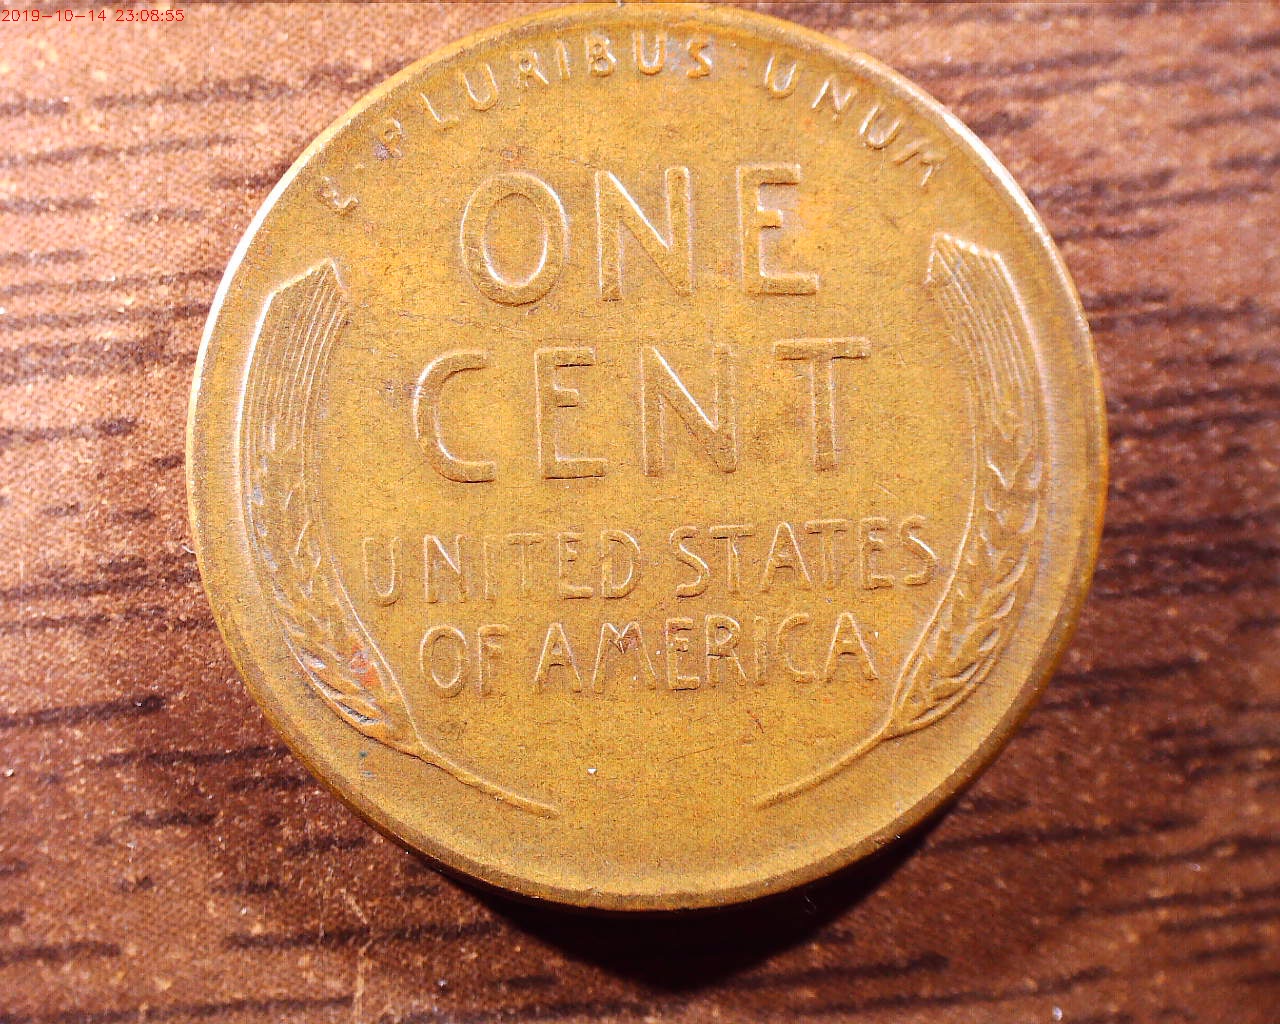 2019-10-14 23:08:55
E · PLURIBUS · UNUM
ONE
CENT
UNITED STATES
OF AMERICA